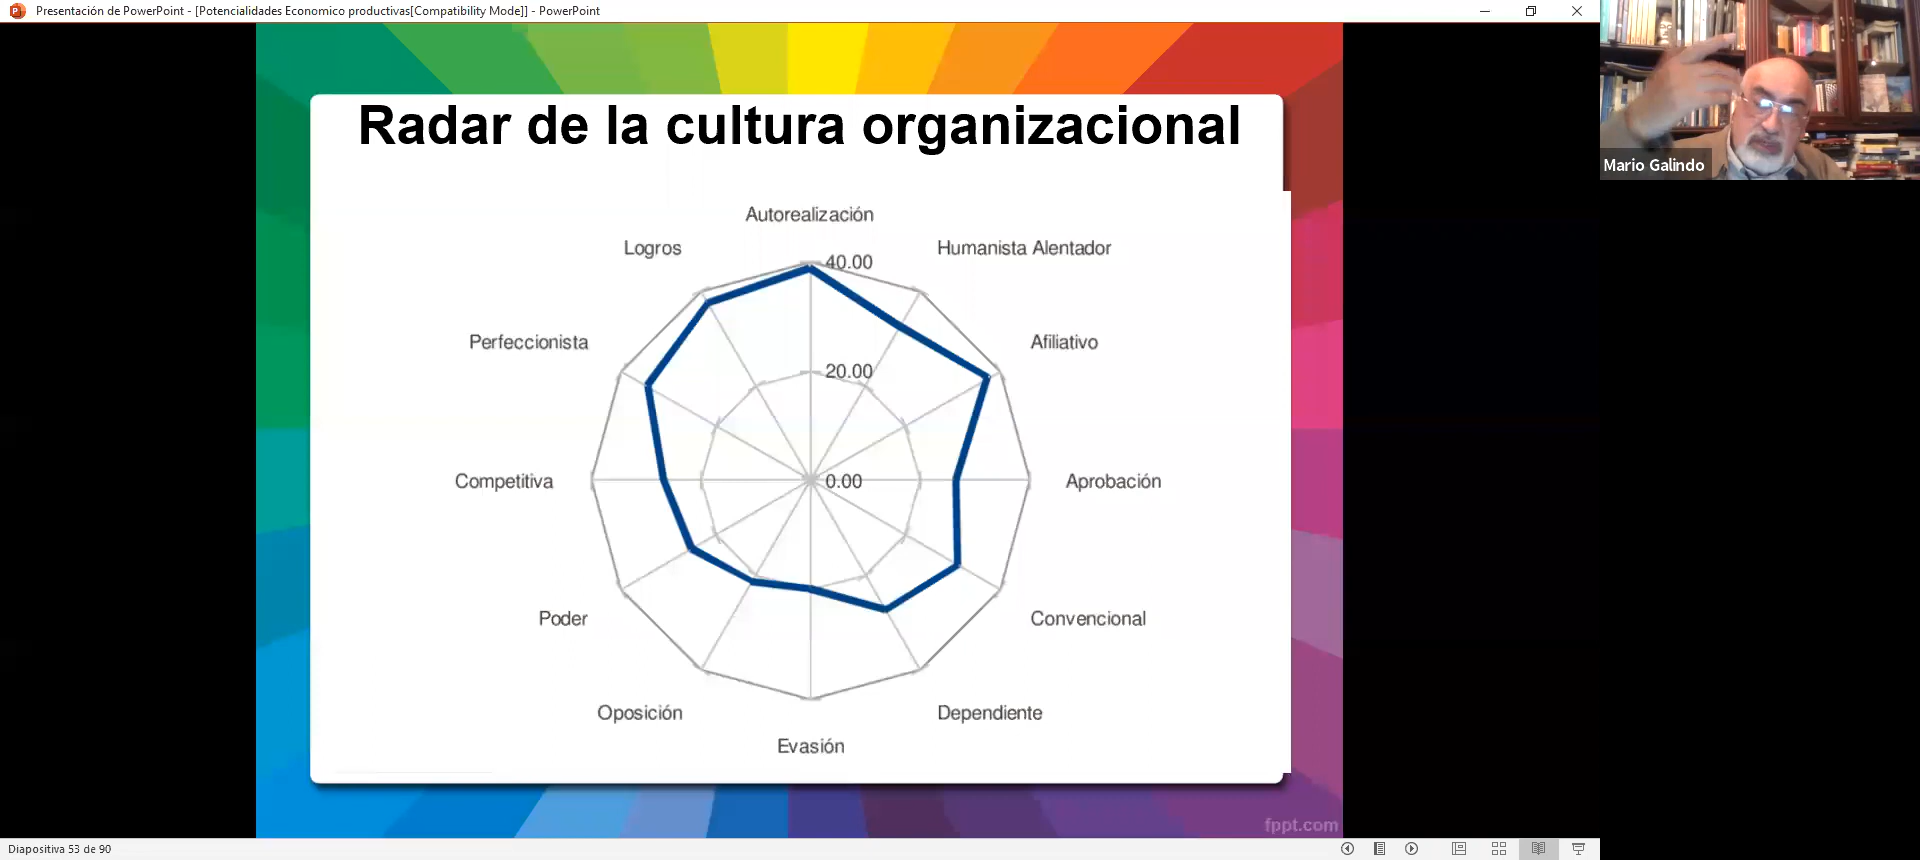 Presentación de PowerPoint - [Potencialidades Economico productivas[Compatibility Mode]] - PowerPoint
Mario Galindo
Radar de la cultura organizacional
Autorealización
Logros
Humanista Alentador
40.00
Perfeccionista
Afiliativo
20.00
Competitiva
0.00
Aprobación
Poder
Convencional
Oposición
Dependiente
Evasión
fppt.com
Diapositiva 53 de 90